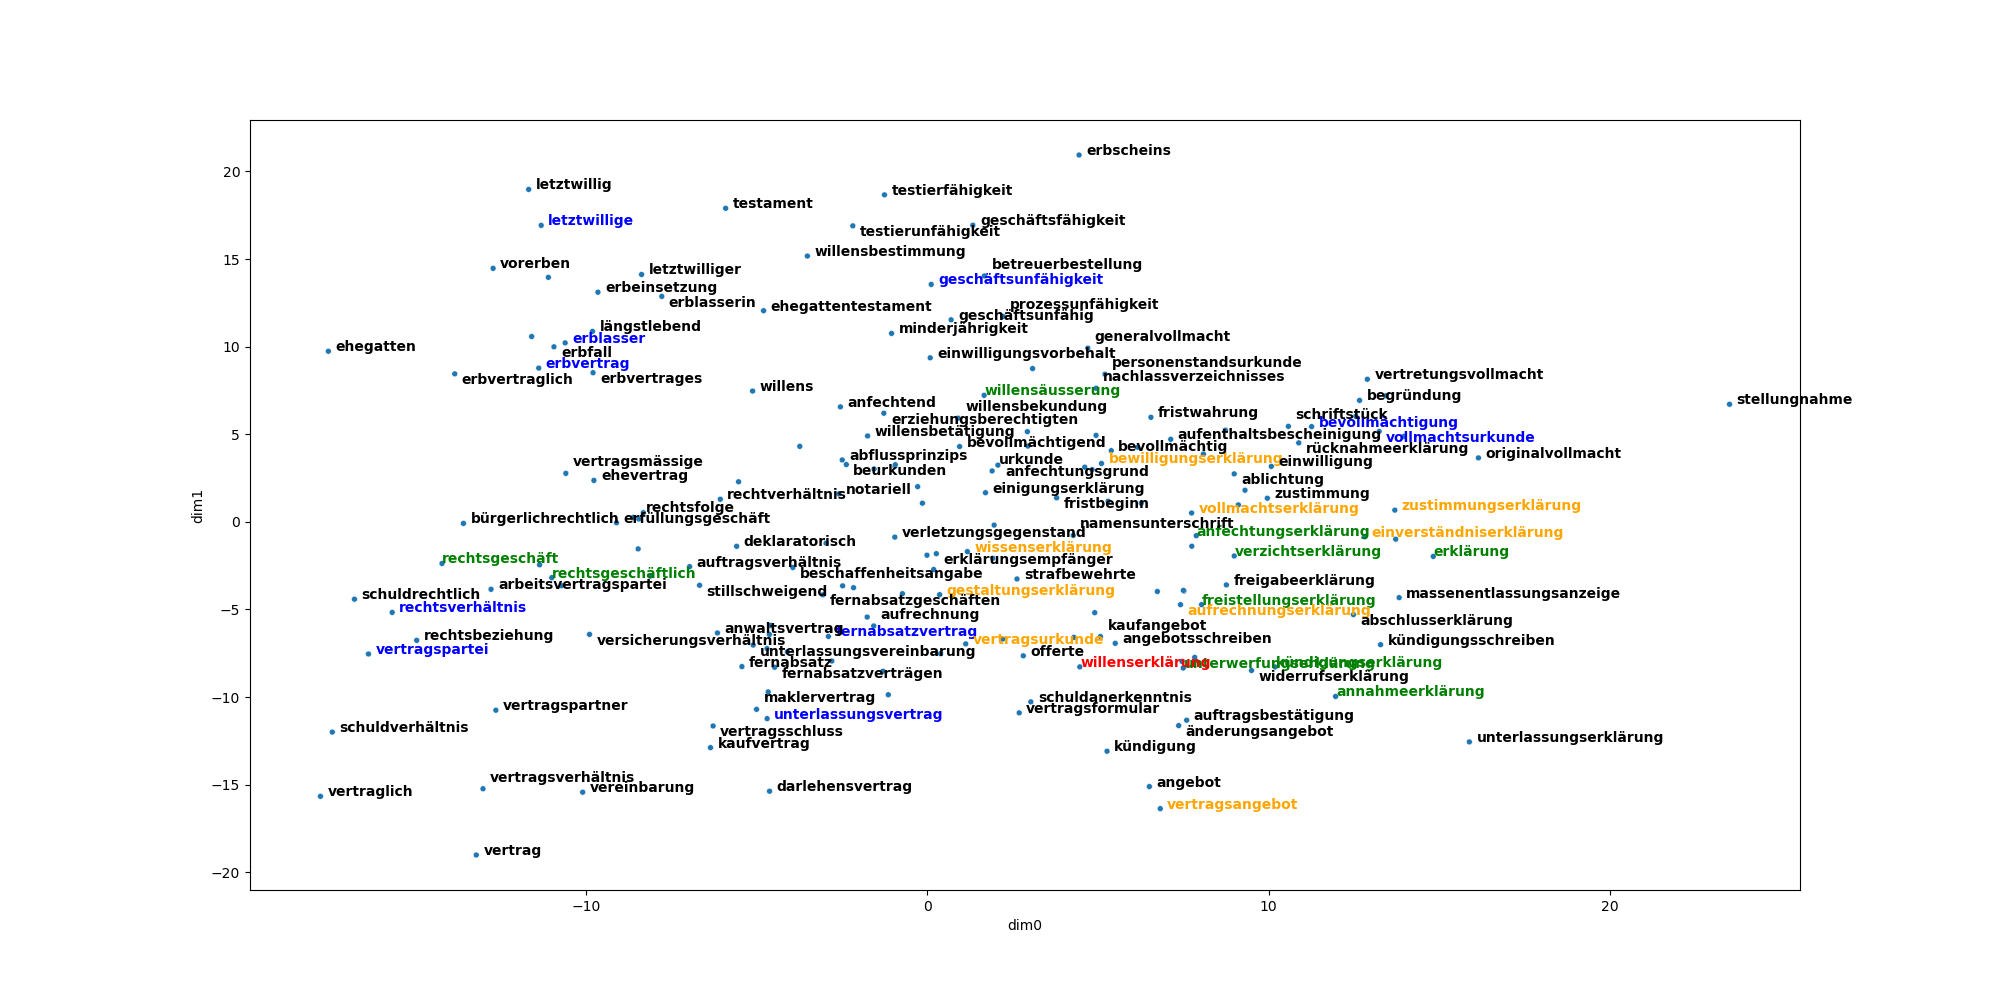 erbscheins
letztwillig
testierfähigkeit
testament
letztwillige
geschäftsfähigkeit
testierunfähigkeit
willensbestimmung
vorerben
betreuerbestellung
letztwilliger
geschäftsunfähigkeit
erbeinsetzung
erblasserin
prozessunfähigkeit
ehegattentestament
geschäftsunfähig
längstlebend
minderjährigkeit
generalvollmacht
erblasser
ehegatten
erbfall
einwilligungsvorbehalt
erbvertrag
personenstandsurkunde
erbvertraglich
erbvertrages
nachlassverzeichnisses
vertretungsvollmacht
willens
willensäusserung
begründung
stellungnahme
anfechtend
willensbekundung
fristwahrung
schriftstück
erziehungsberechtigten
bevollmächtigung
willensbetätigung
aufenthaltsbescheinigung
vollmachtsurkunde
bevollmächtigend
bevollmächtig
rücknahmeerklärung
originalvollmacht
abflussprinzips
urkunde
bewilligungserklärung
einwilligung
vertragsmässige
beurkunden
anfechtungsgrund
ehevertrag
ablichtung
notariell
einigungserklärung
zustimmung
rechtverhältnis
fristbeginn
zustimmungserklärung
rechtsfolge
vollmachtserklärung
bürgerlichrechtlich
erfüllungsgeschäft
namensunterschrift
verletzungsgegenstand
anfechtungserklärung
einverständniserklärung
deklaratorisch
wissenserklärung
verzichtserklärung
erklärung
rechtsgeschäft
auftragsverhältnis
erklärungsempfänger
rechtsgeschäftlich
beschaffenheitsangabe
strafbewehrte
freigabeerklärung
arbeitsvertragspartei
stillschweigend
gestaltungserklärung
schuldrechtlich
massenentlassungsanzeige
fernabsatzgeschäften
freistellungserklärung
rechtsverhältnis
aufrechnungserklärung
aufrechnung
abschlusserklärung
anwaltsvertrag
fernabsatzvertrag
kaufangebot
rechtsbeziehung
versicherungsverhältnis
vertragsurkunde
angebotsschreiben
kündigungsschreiben
vertragspartei
unterlassungsvereinbarung
offerte
fernabsatz
willenserklärung
unterwerfungserklärung
kündigungserklärung
fernabsatzverträgen
widerrufserklärung
maklervertrag
schuldanerkenntnis
annahmeerklärung
vertragspartner
vertragsformular
unterlassungsvertrag
auftragsbestätigung
schuldverhältnis
vertragsschluss
änderungsangebot
kaufvertrag
kündigung
unterlassungserklärung
vertragsverhältnis
vertraglich
vereinbarung
darlehensvertrag
angebot
vertragsangebot
vertrag
20
15
10
5
0
−5
−10
−15
−20
dim1
−10
0
10
20
dim0